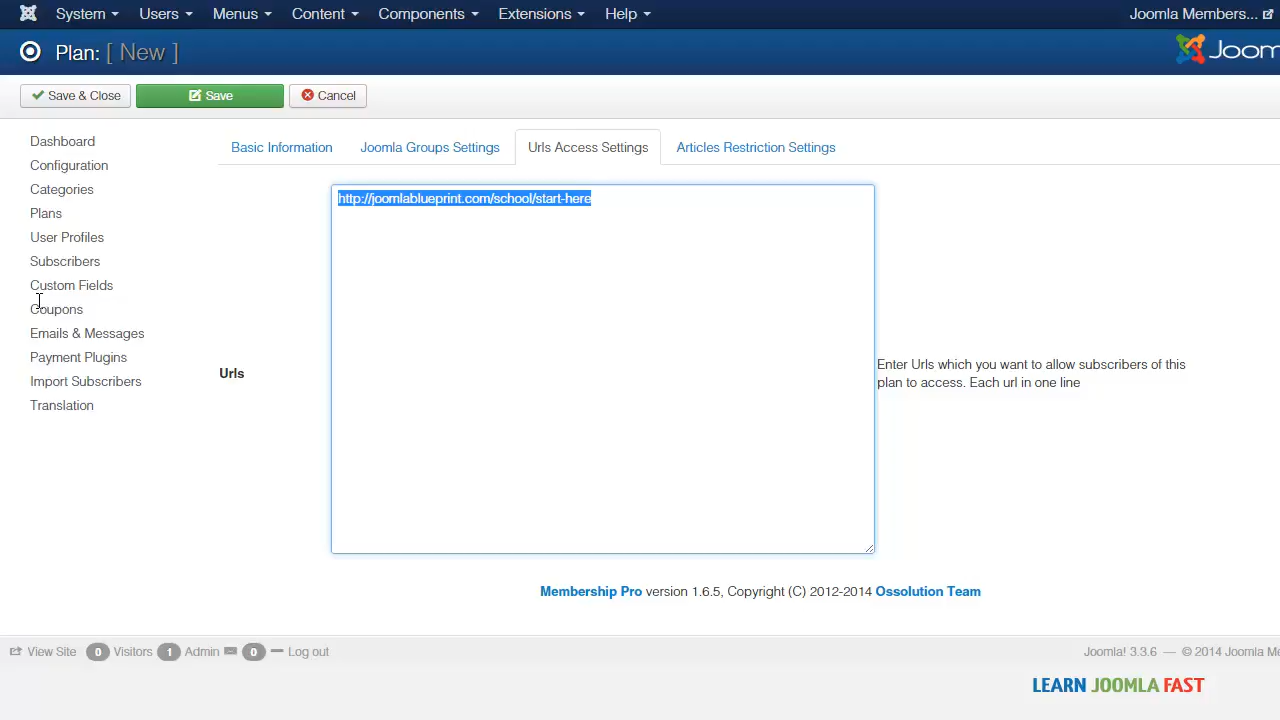 System Users Menus Content Components Extensions Help Joomla Members...
Plan: [ New ] Joom
Save & Close Save Cancel
Dashboard
Configuration
Categories
Plans
User Profiles
Subscribers
Custom Fields
Coupons
Emails & Messages
Payment Plugins
Import Subscribers
Translation
Basic Information Joomla Groups Settings Urls Access Settings Articles Restriction Settings
http://joomlablueprint.com/school/start-here
Urls
Enter Urls which you want to allow subscribers of this
plan to access. Each url in one line
Membership Pro version 1.6.5, Copyright (C) 2012-2014 Ossolution Team
View Site 0 Visitors 1 Admin 0 Log out Joomla! 3.3.6 — © 2014 Joomla Me
LEARN JOOMLA FAST